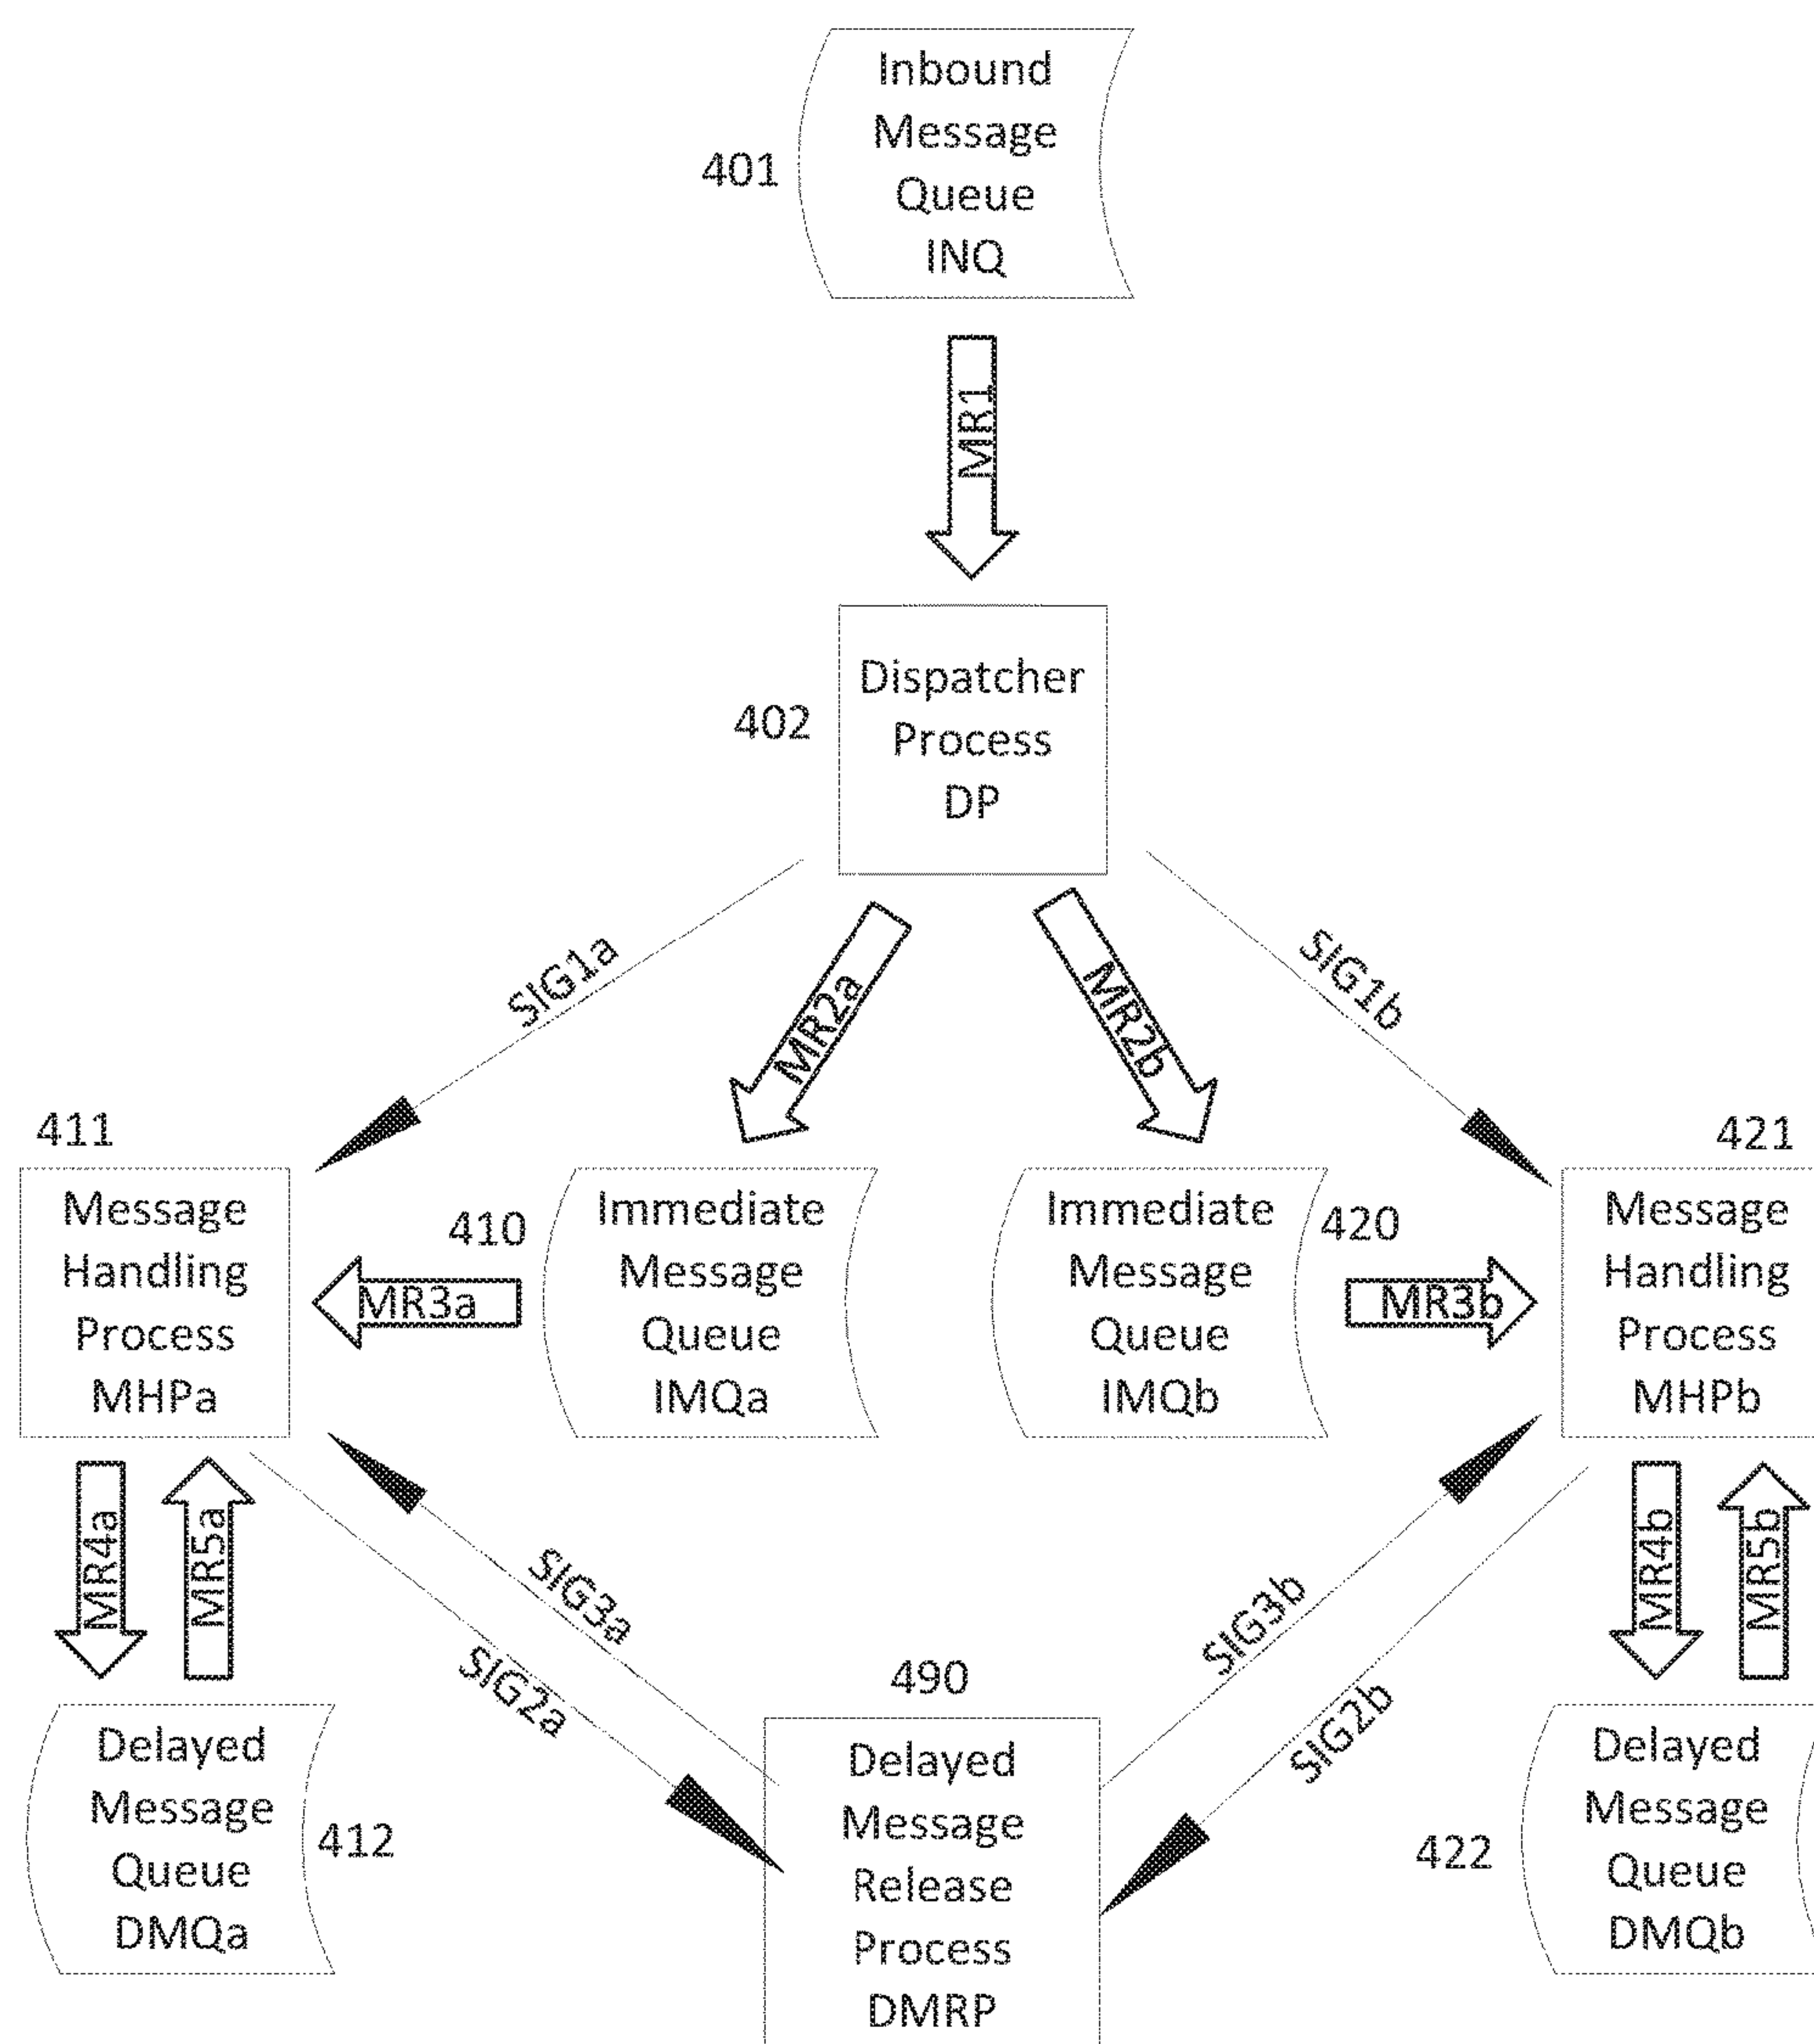 Inbound
Message
Queue
INQ
401
MR1
Dispatcher
Process
DP
402
SIG1a
MR2a
MR2b
SIG1b
411
Message
Handling
Process
MHPa
410
MR3a
Immediate
Message
Queue
IMQa
Immediate
Message
Queue
IMQb
420
MR3b
421
Message
Handling
Process
MHPb
MR4a
MR5a
SIG3a
SIG2a
SIG3b
SIG2b
MR4b
MR5b
Delayed
Message
Queue
DMQa
412
490
Delayed
Message
Release
Process
DMRP
422
Delayed
Message
Queue
DMQb